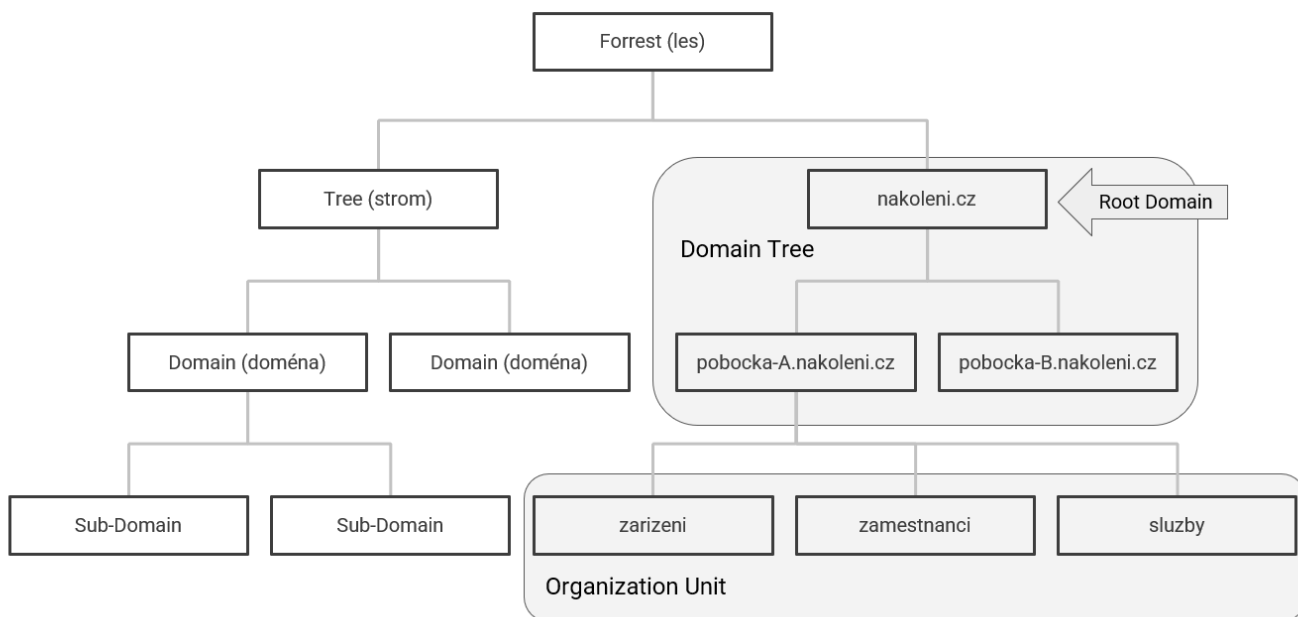 Forrest (les)
Tree (strom)
nakoleni.cz
Root Domain
Domain Tree
Domain (doména)
Domain (doména)
pobocka-A.nakoleni.cz
pobocka-B.nakoleni.cz
Sub-Domain
Sub-Domain
zarizeni
zamestnanci
sluzby
Organization Unit